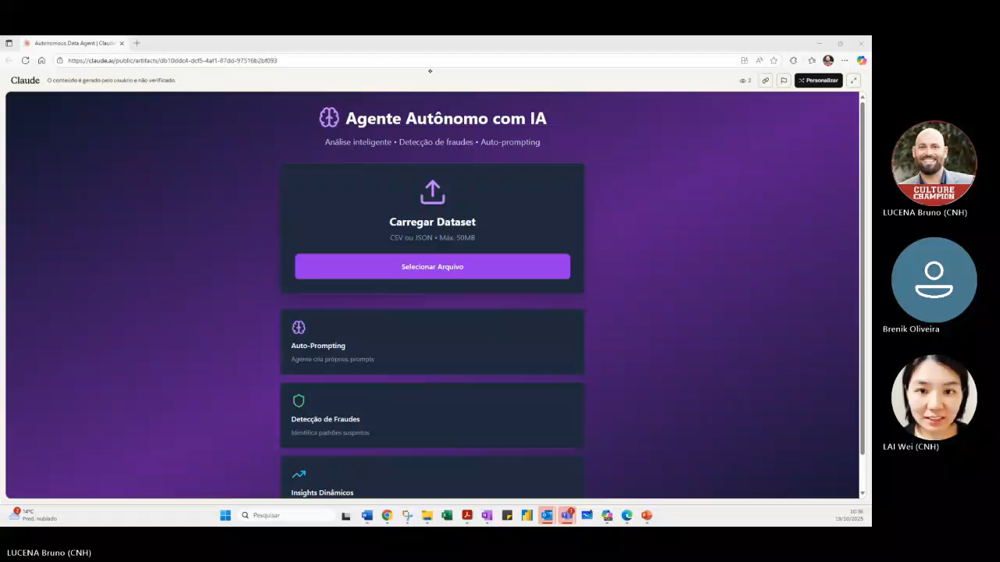 Autonomous Data Agent | Claude
https://claude.ai/public/artifacts/db10ddc4-dcf5-4af1-87dd-97516b2bf093
Claude
O conteúdo é gerado pelo usuário e não verificado.
2
Personalizar
Agente Autônomo com IA
Análise inteligente • Detecção de fraudes • Auto-prompting
Carregar Dataset
CSV ou JSON • Máx. 50MB
Selecionar Arquivo
Auto-Prompting
Agente cria próprios prompts
Detecção de Fraudes
Identifica padrões suspeitos
Insights Dinâmicos
CULTURE
CHAMPION
LUCENA Bruno (CNH)
Brenik Oliveira
LAI Wei (CNH)
2
14°C
Pred. nublado
Pesquisar
1
10:36
19/10/2025
LUCENA Bruno (CNH)